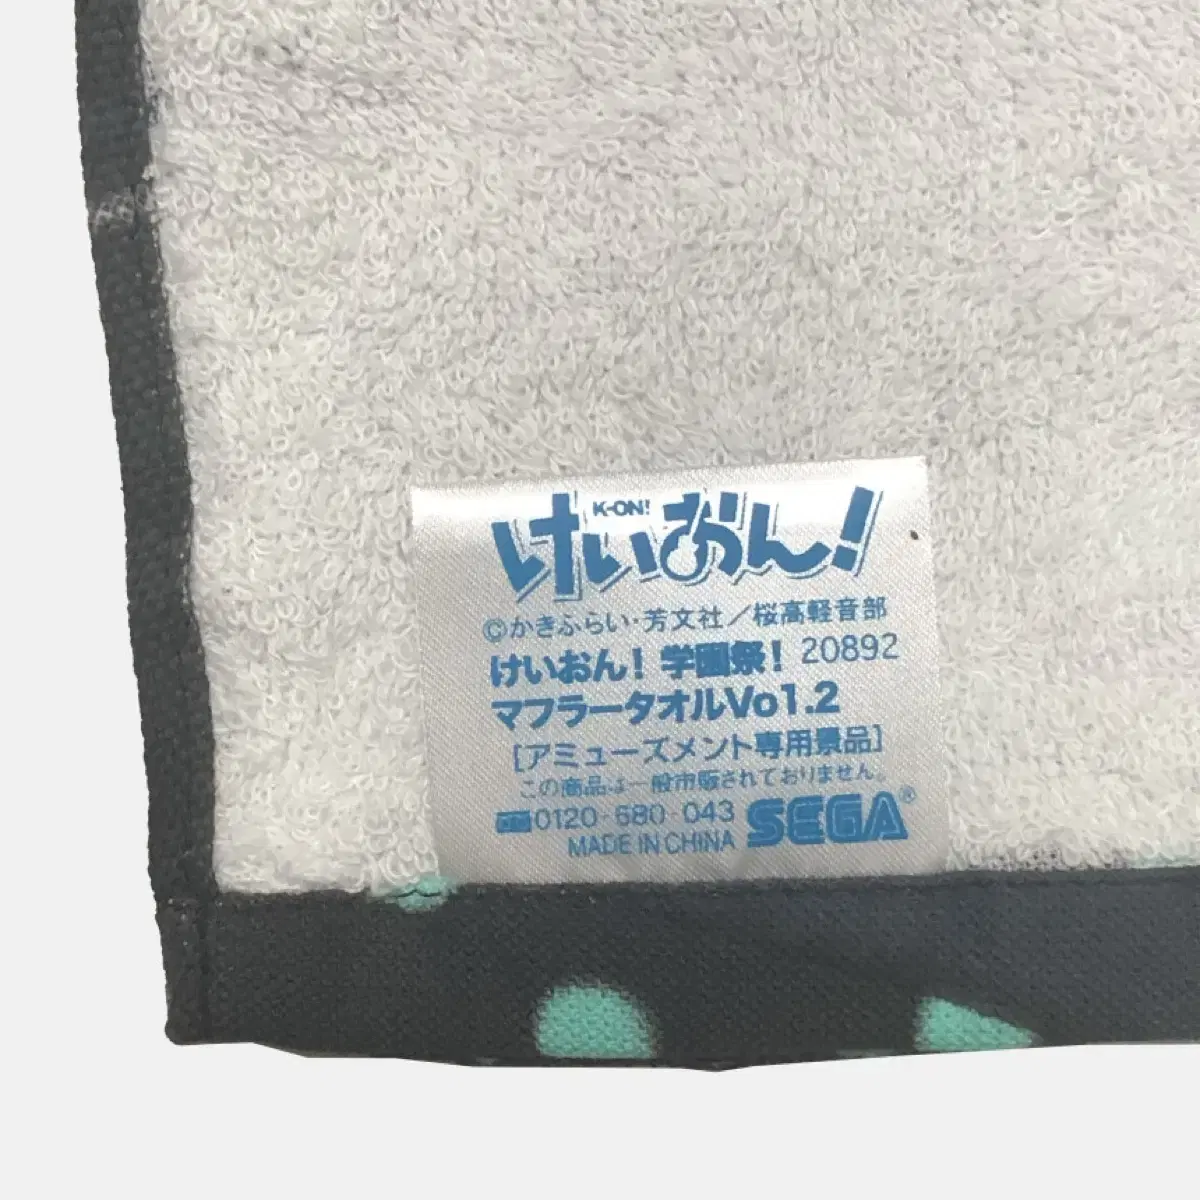 K-ON!
けいおん!
©かきふらい・芳文社/桜高軽音部
けいおん! 学園祭! 20892
マフラータオルVol.2
[アミューズメント専用景品]
この商品は一般市販されておりません。
0120-680-043 SEGA®
MADE IN CHINA